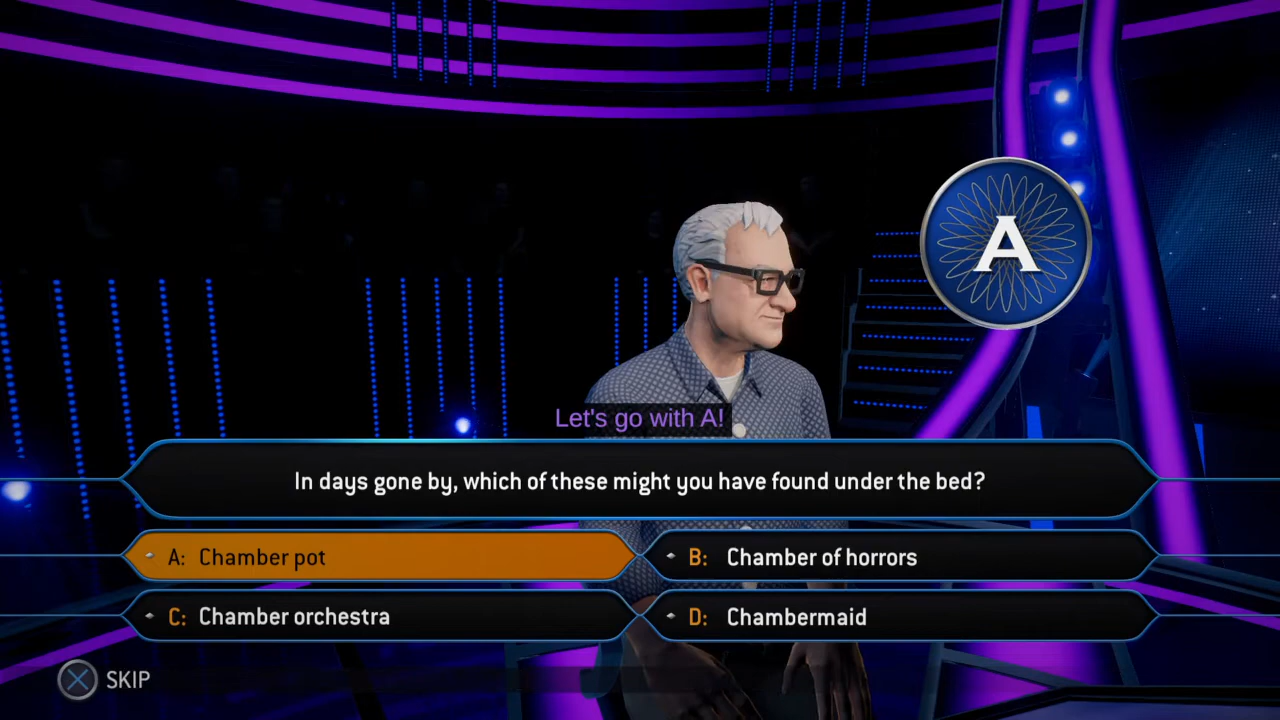 A
Let's go with A!
In days gone by, which of these might you have found under the bed?
A: Chamber pot
B: Chamber of horrors
C: Chamber orchestra
D: Chambermaid
SKIP